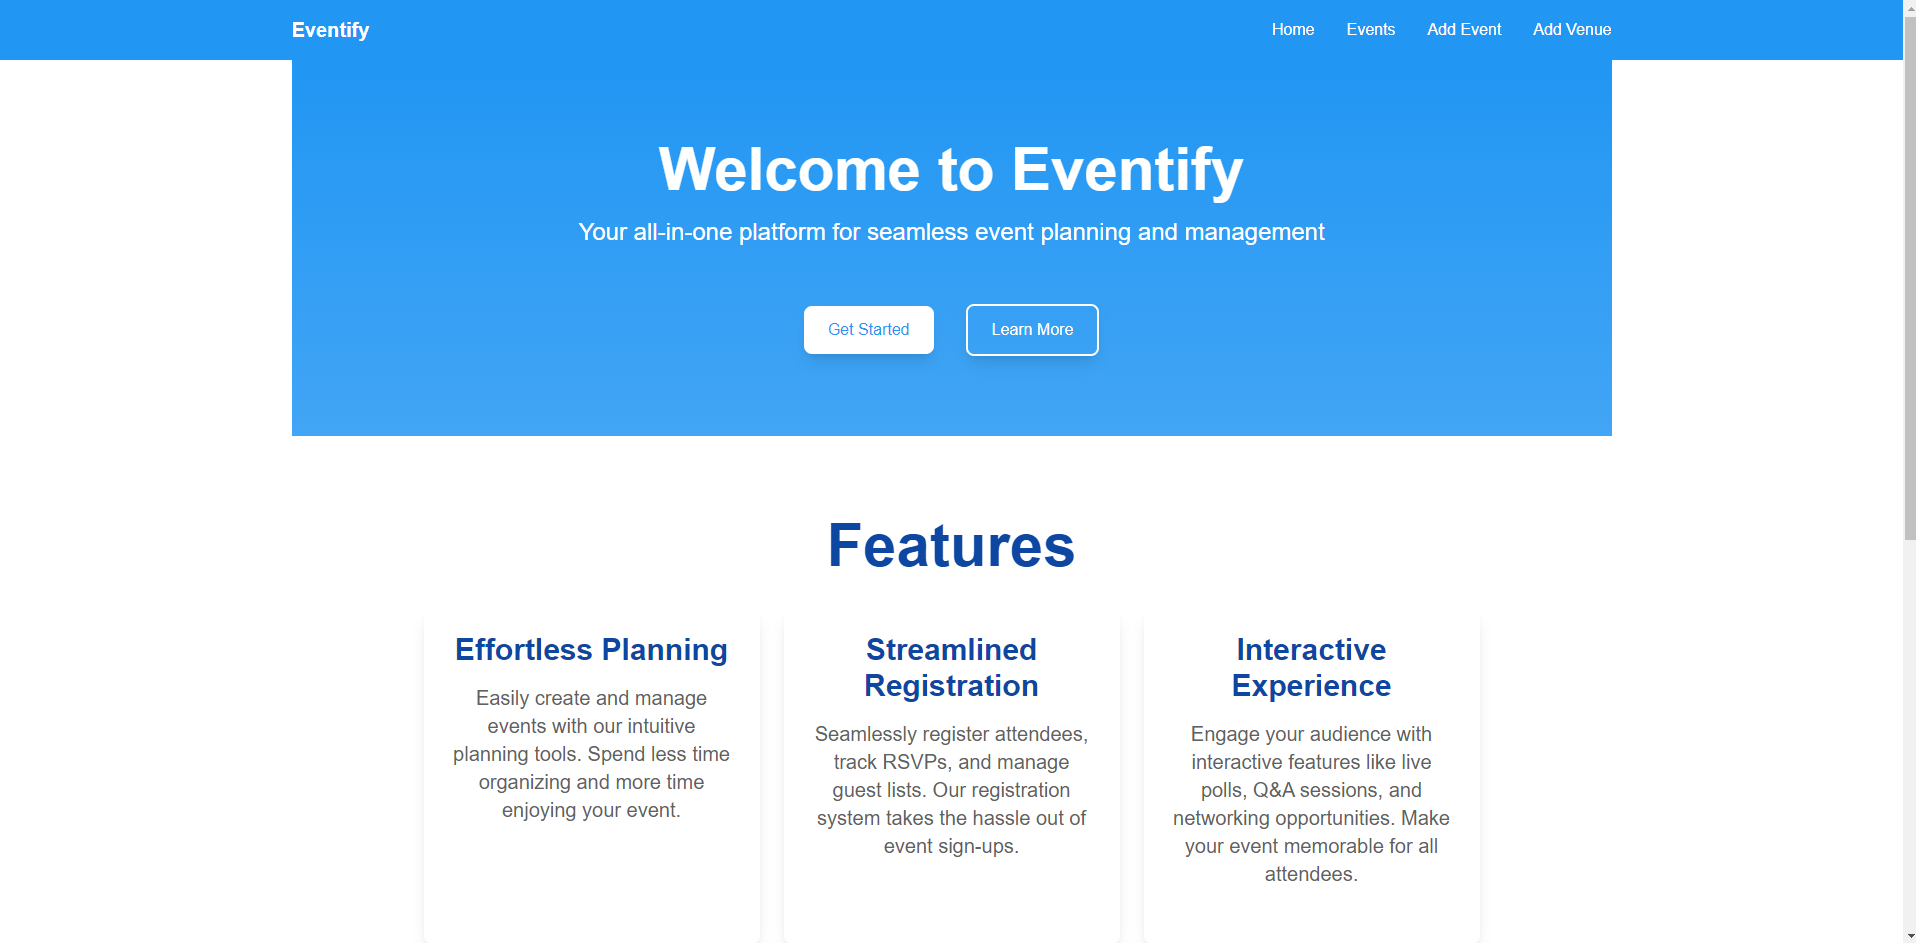 Eventify
Home
Events
Add Event
Add Venue
Welcome to Eventify
Your all-in-one platform for seamless event planning and management
Get Started
Learn More
Features
Effortless Planning
Easily create and manage
events with our intuitive
planning tools. Spend less time
organizing and more time
enjoying your event.
Streamlined
Registration
Seamlessly register attendees,
track RSVPs, and manage
guest lists. Our registration
system takes the hassle out of
event sign-ups.
Interactive
Experience
Engage your audience with
interactive features like live
polls, Q&A sessions, and
networking opportunities. Make
your event memorable for all
attendees.